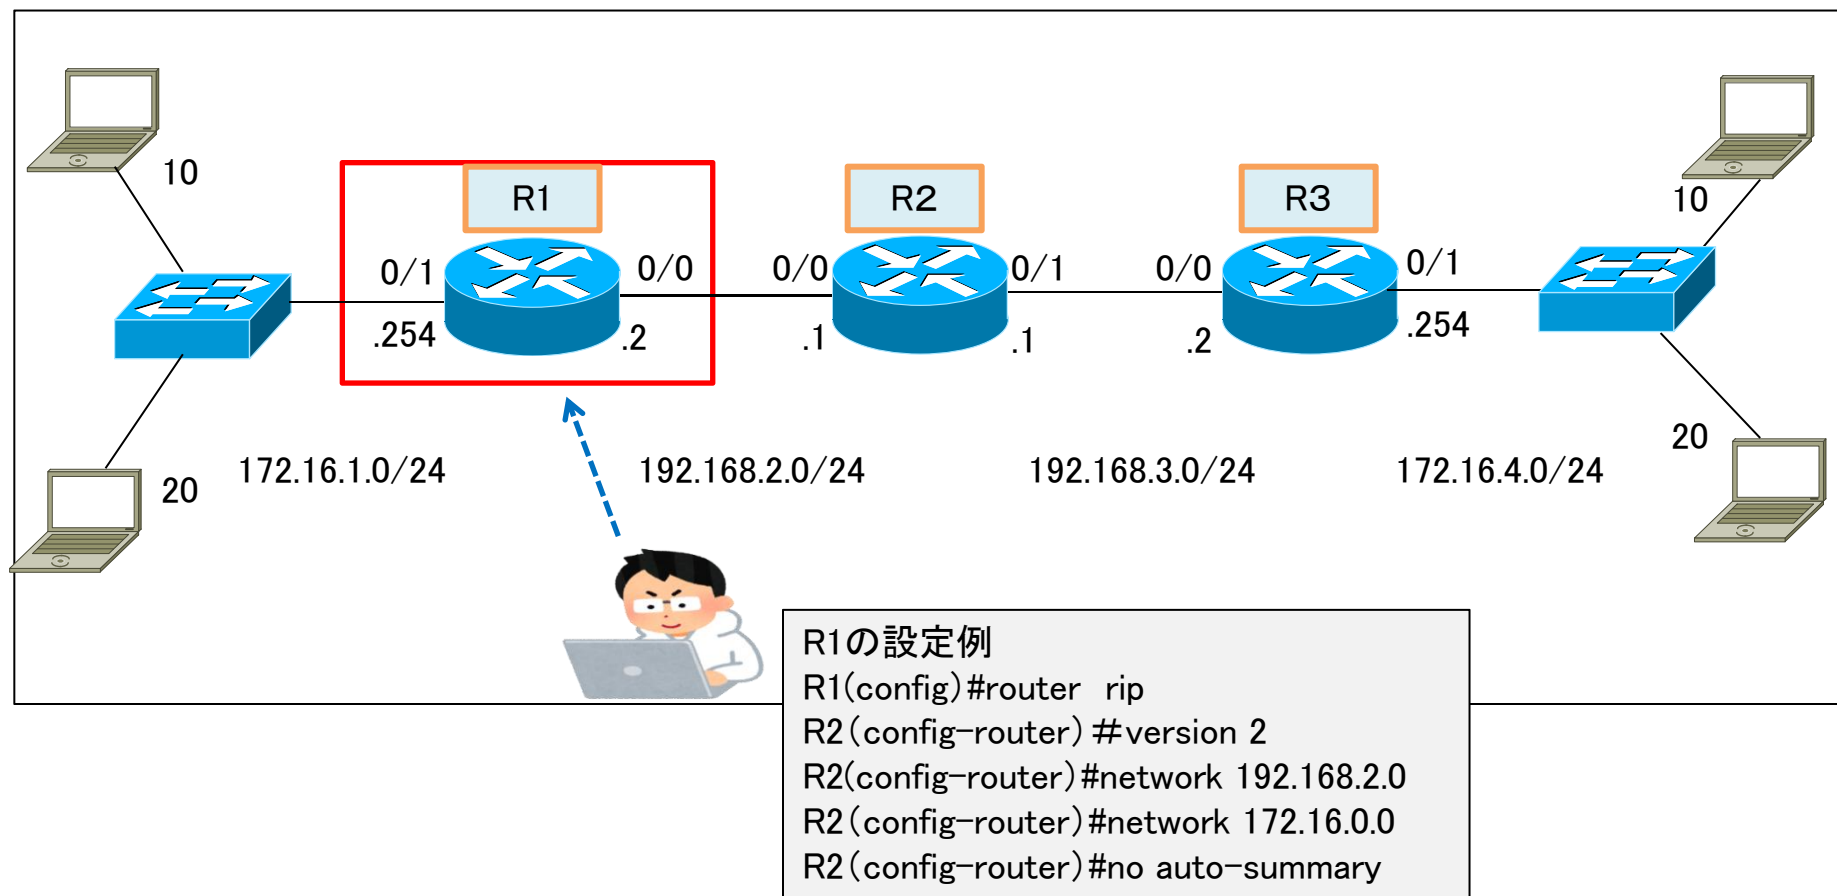 10
R1
R2
R3
10
0/1
0/0
0/0
0/1
0/0
0/1
.254
.2
.1
.1
.2
.254
20
172.16.1.0/24
192.168.2.0/24
192.168.3.0/24
172.16.4.0/24
20
R1の設定例
R1(config)#router rip
R2(config-router)#version 2
R2(config-router)#network 192.168.2.0
R2(config-router)#network 172.16.0.0
R2(config-router)#no auto-summary